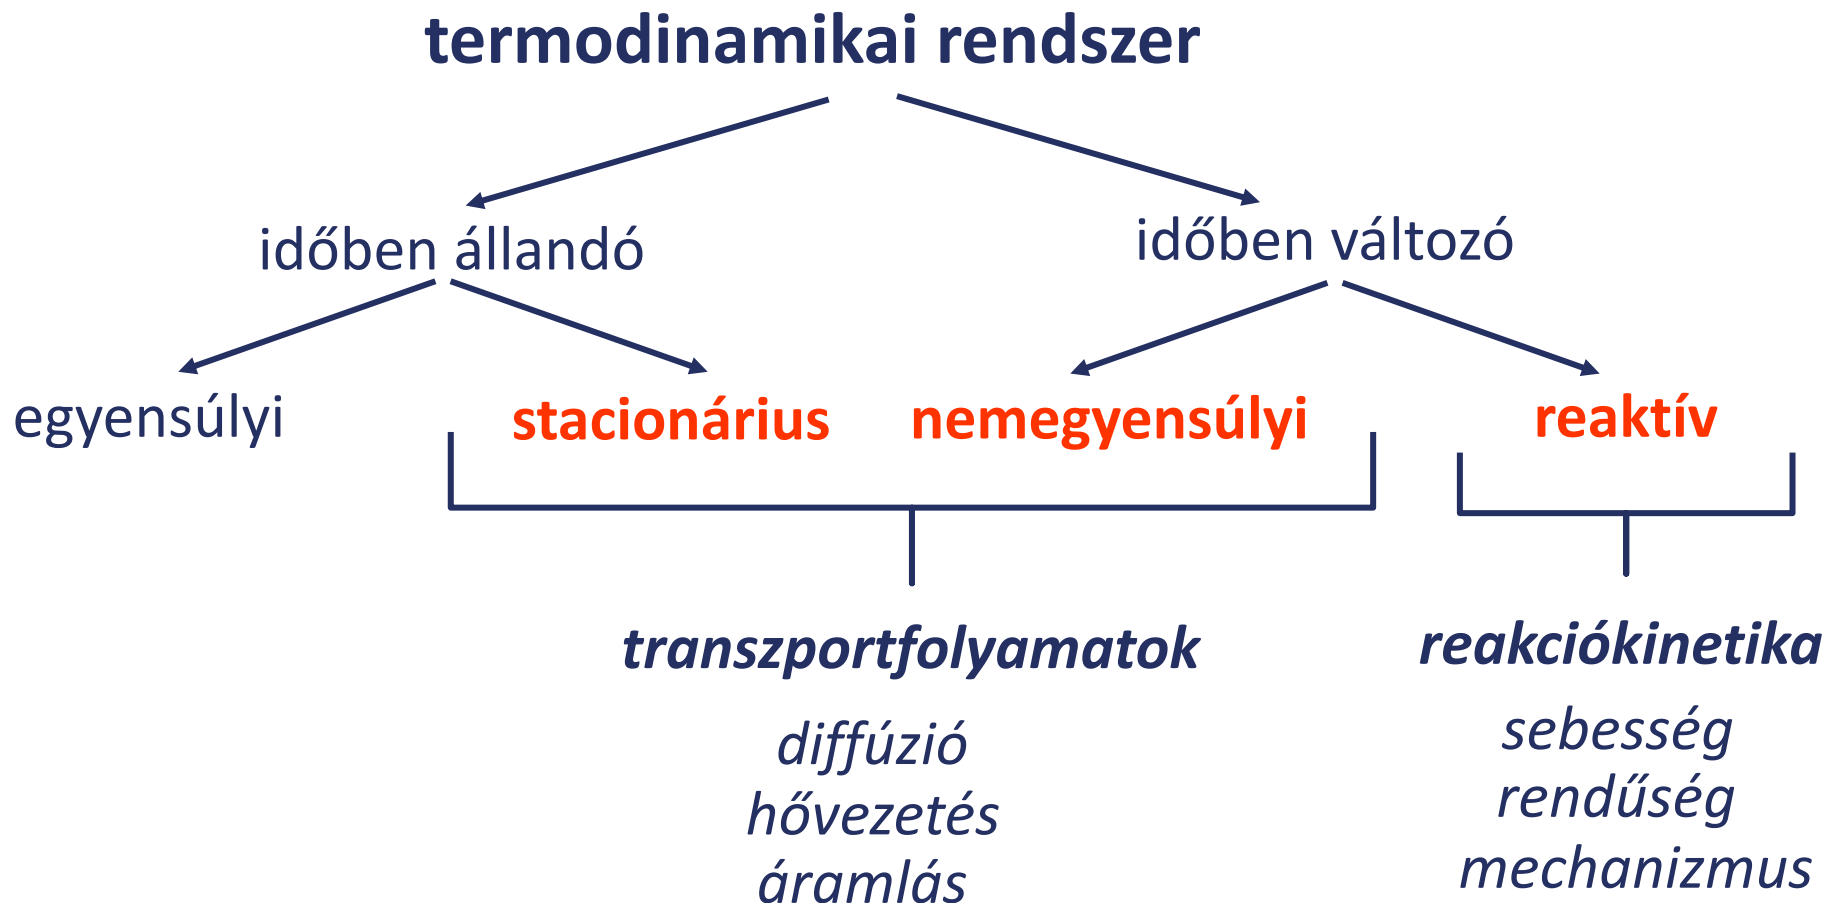 termodinamikai rendszer
időben állandó
időben változó
egyensúlyi
stacionárius
nemegyensúlyi
reaktív
transzportfolyamatok
diffúzió
hővezetés
áramlás
reakciókinetika
sebesség
rendűség
mechanizmus